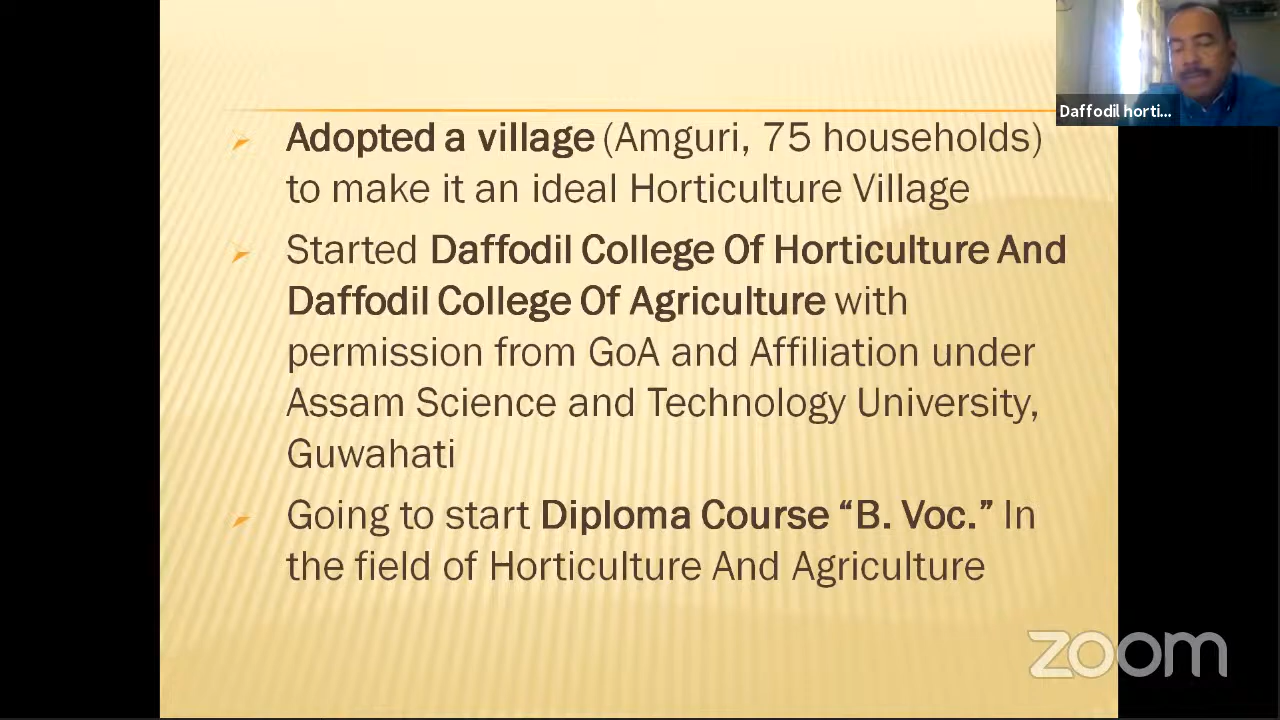 Daffodil horti...
Adopted a village (Amguri, 75 households)
to make it an ideal Horticulture Village
Started Daffodil College Of Horticulture And
Daffodil College Of Agriculture with
permission from GoA and Affiliation under
Assam Science and Technology University,
Guwahati
Going to start Diploma Course “B. Voc.” In
the field of Horticulture And Agriculture
zoom